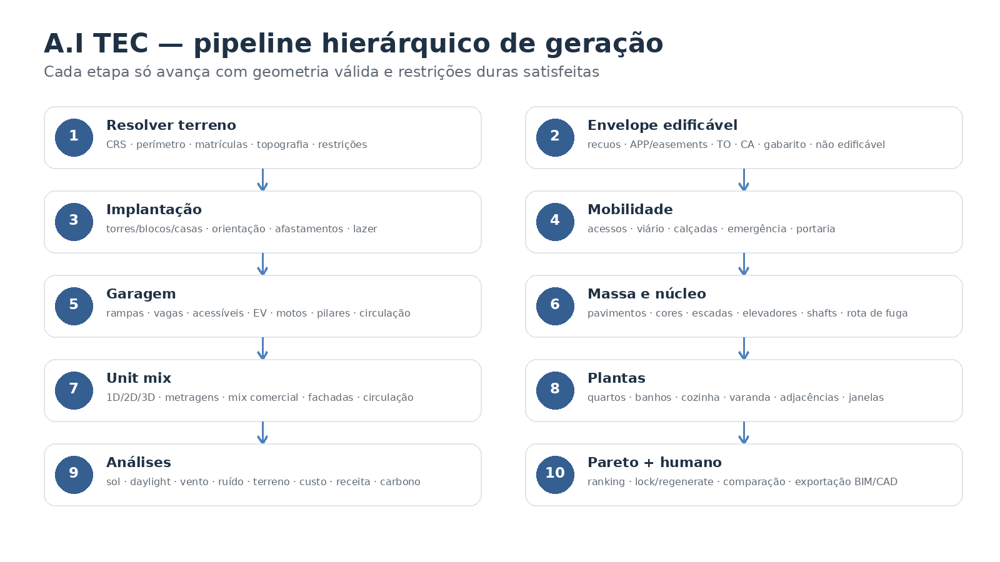 A.I TEC — pipeline hierárquico de geração
Cada etapa só avança com geometria válida e restrições duras satisfeitas
1
Resolver terreno
CRS · perímetro · matrículas · topografia · restrições
2
Envelope edificável
recuos · APP/easements · TO · CA · gabarito · não edificável
3
Implantação
torres/blocos/casas · orientação · afastamentos · lazer
4
Mobilidade
acessos · viário · calçadas · emergência · portaria
5
Garagem
rampas · vagas · acessíveis · EV · motos · pilares · circulação
6
Massa e núcleo
pavimentos · cores · escadas · elevadores · shafts · rota de fuga
7
Unit mix
1D/2D/3D · metragens · mix comercial · fachadas · circulação
8
Plantas
quartos · banhos · cozinha · varanda · adjacências · janelas
9
Análises
sol · daylight · vento · ruído · terreno · custo · receita · carbono
10
Pareto + humano
ranking · lock/regenerate · comparação · exportação BIM/CAD